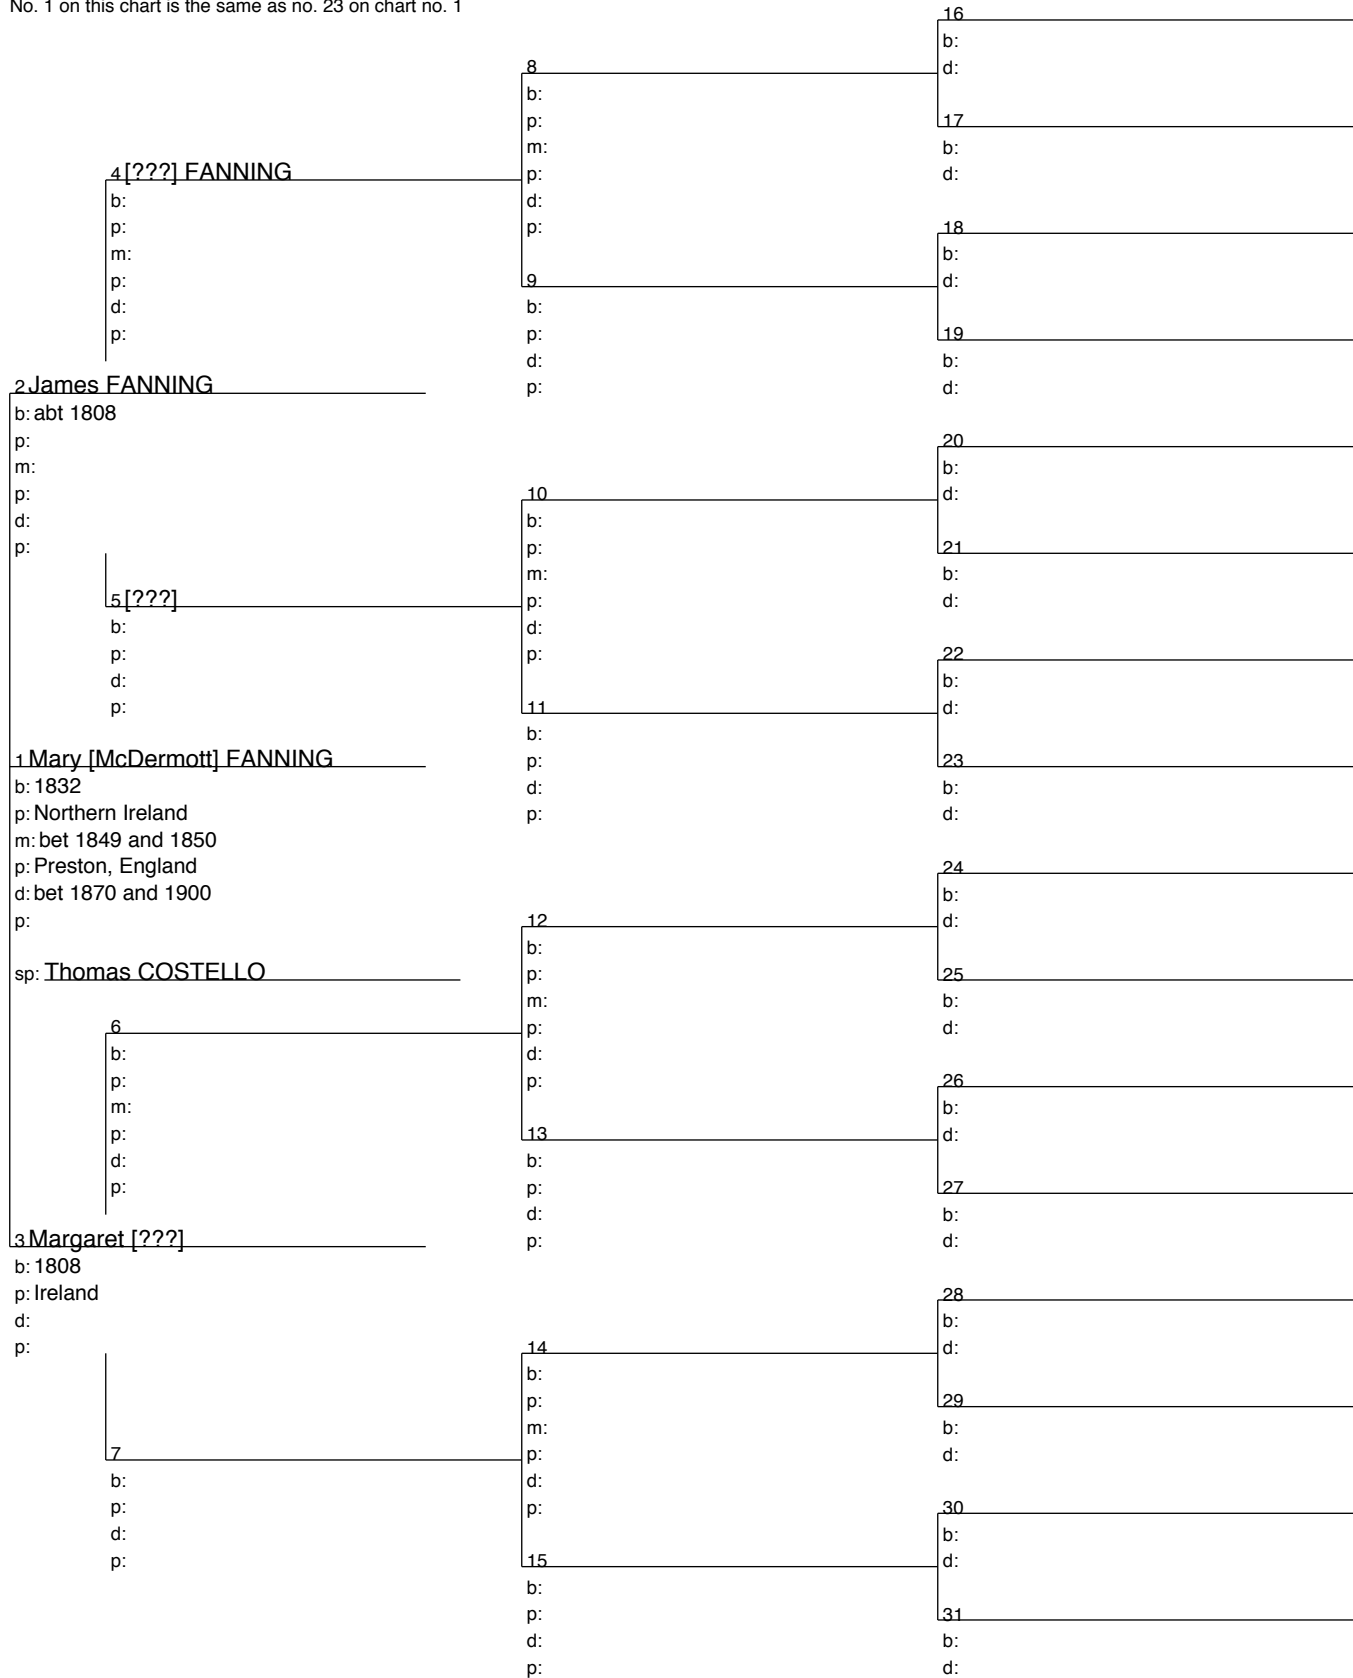 No. 1 on this chart is the same as no. 23 on chart no. 1
16
b:
d:
8
b:
p:
m:
p:
d:
p:
17
b:
d:
4 [???] FANNING
b:
p:
m:
p:
d:
p:
18
b:
d:
9
b:
p:
d:
p:
19
b:
d:
2 James FANNING
b: abt 1808
p:
m:
p:
d:
p:
20
b:
d:
10
b:
p:
m:
p:
d:
p:
21
b:
d:
5 [???]
b:
p:
d:
p:
22
b:
d:
11
b:
p:
d:
p:
23
b:
d:
1 Mary [McDermott] FANNING
b: 1832
p: Northern Ireland
m: bet 1849 and 1850
p: Preston, England
d: bet 1870 and 1900
p:
sp: Thomas COSTELLO
24
b:
d:
12
b:
p:
m:
p:
d:
p:
25
b:
d:
6
b:
p:
m:
p:
d:
p:
26
b:
d:
13
b:
p:
d:
p:
27
b:
d:
3 Margaret [???]
b: 1808
p: Ireland
d:
p:
28
b:
d:
14
b:
p:
m:
p:
d:
p:
29
b:
d:
7
b:
p:
d:
p:
30
b:
d:
15
b:
p:
d:
p:
31
b:
d: